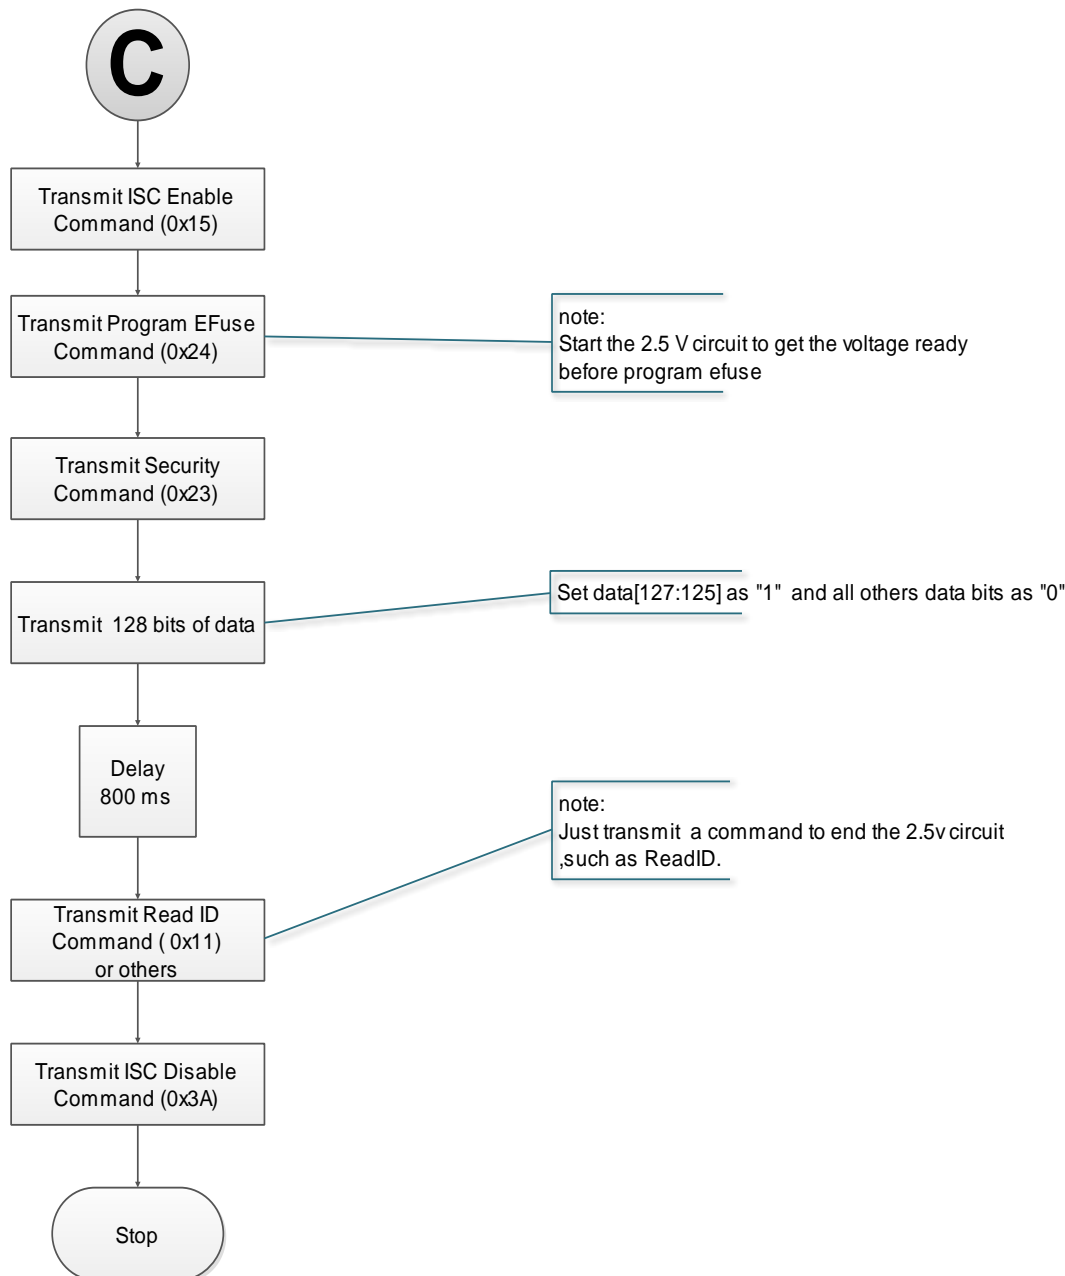 C
Transmit ISC Enable
Command (0x15)
Transmit Program EFuse
Command (0x24)
note:
Start the 2.5 V circuit to get the voltage ready
before program efuse
Transmit Security
Command (0x23)
Transmit 128 bits of data
Set data[127:125] as "1" and all others data bits as "0"
Delay
800 ms
note:
Just transmit a command to end the 2.5v circuit
,such as ReadID.
Transmit Read ID
Command ( 0x11)
or others
Transmit ISC Disable
Command (0x3A)
Stop